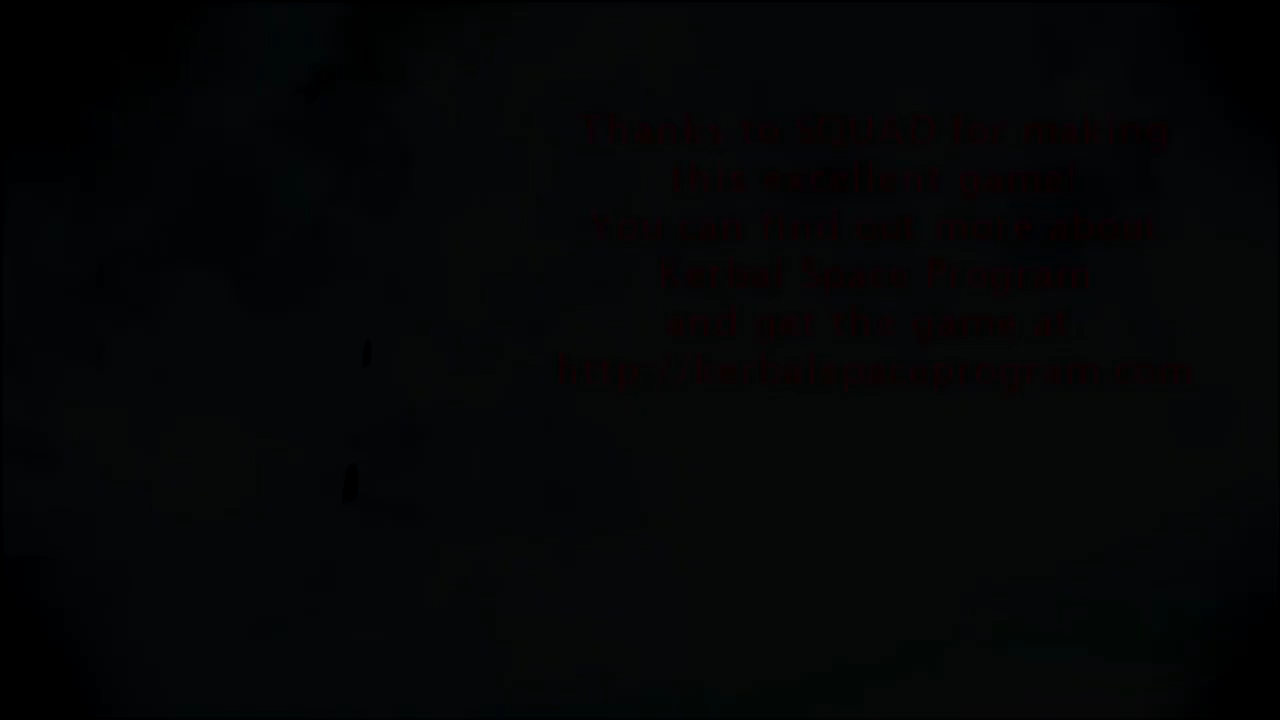 Thanks to SQUAD for making
this excellent game!
You can find out more about
Kerbal Space Program
and get the game at
http://kerbalspaceprogram.com